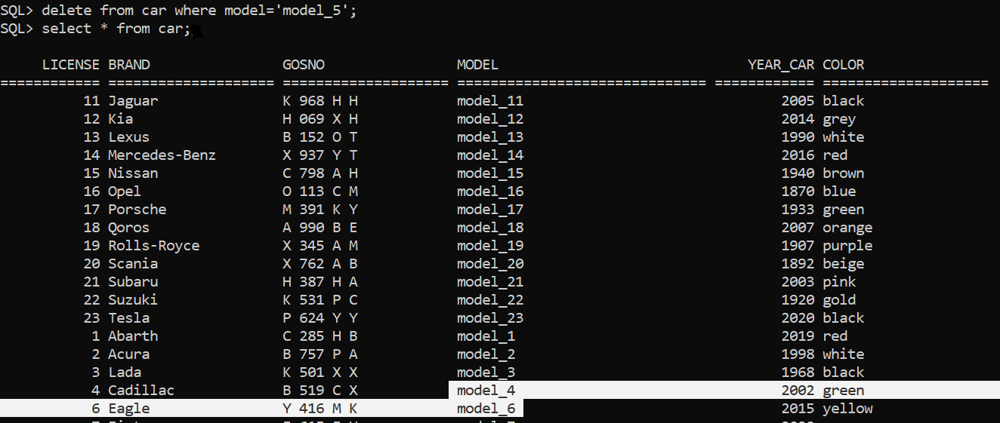 SQL> delete from car where model='model_5';
SQL> select * from car;
LICENSE BRAND GOSNO MODEL YEAR_CAR COLOR
============ ==================== ==================== ============================== ============ ====================
11 Jaguar K 968 H H model_11 2005 black
12 Kia H 069 X H model_12 2014 grey
13 Lexus B 152 O T model_13 1990 white
14 Mercedes-Benz X 937 Y T model_14 2016 red
15 Nissan C 798 A H model_15 1940 brown
16 Opel O 113 C M model_16 1870 blue
17 Porsche M 391 K Y model_17 1933 green
18 Qoros A 990 B E model_18 2007 orange
19 Rolls-Royce X 345 A M model_19 1907 purple
20 Scania X 762 A B model_20 1892 beige
21 Subaru H 387 H A model_21 2003 pink
22 Suzuki K 531 P C model_22 1920 gold
23 Tesla P 624 Y Y model_23 2020 black
1 Abarth C 285 H B model_1 2019 red
2 Acura B 757 P A model_2 1998 white
3 Lada K 501 X X model_3 1968 black
4 Cadillac B 519 C X model_4 2002 green
6 Eagle Y 416 M K model_6 2015 yellow